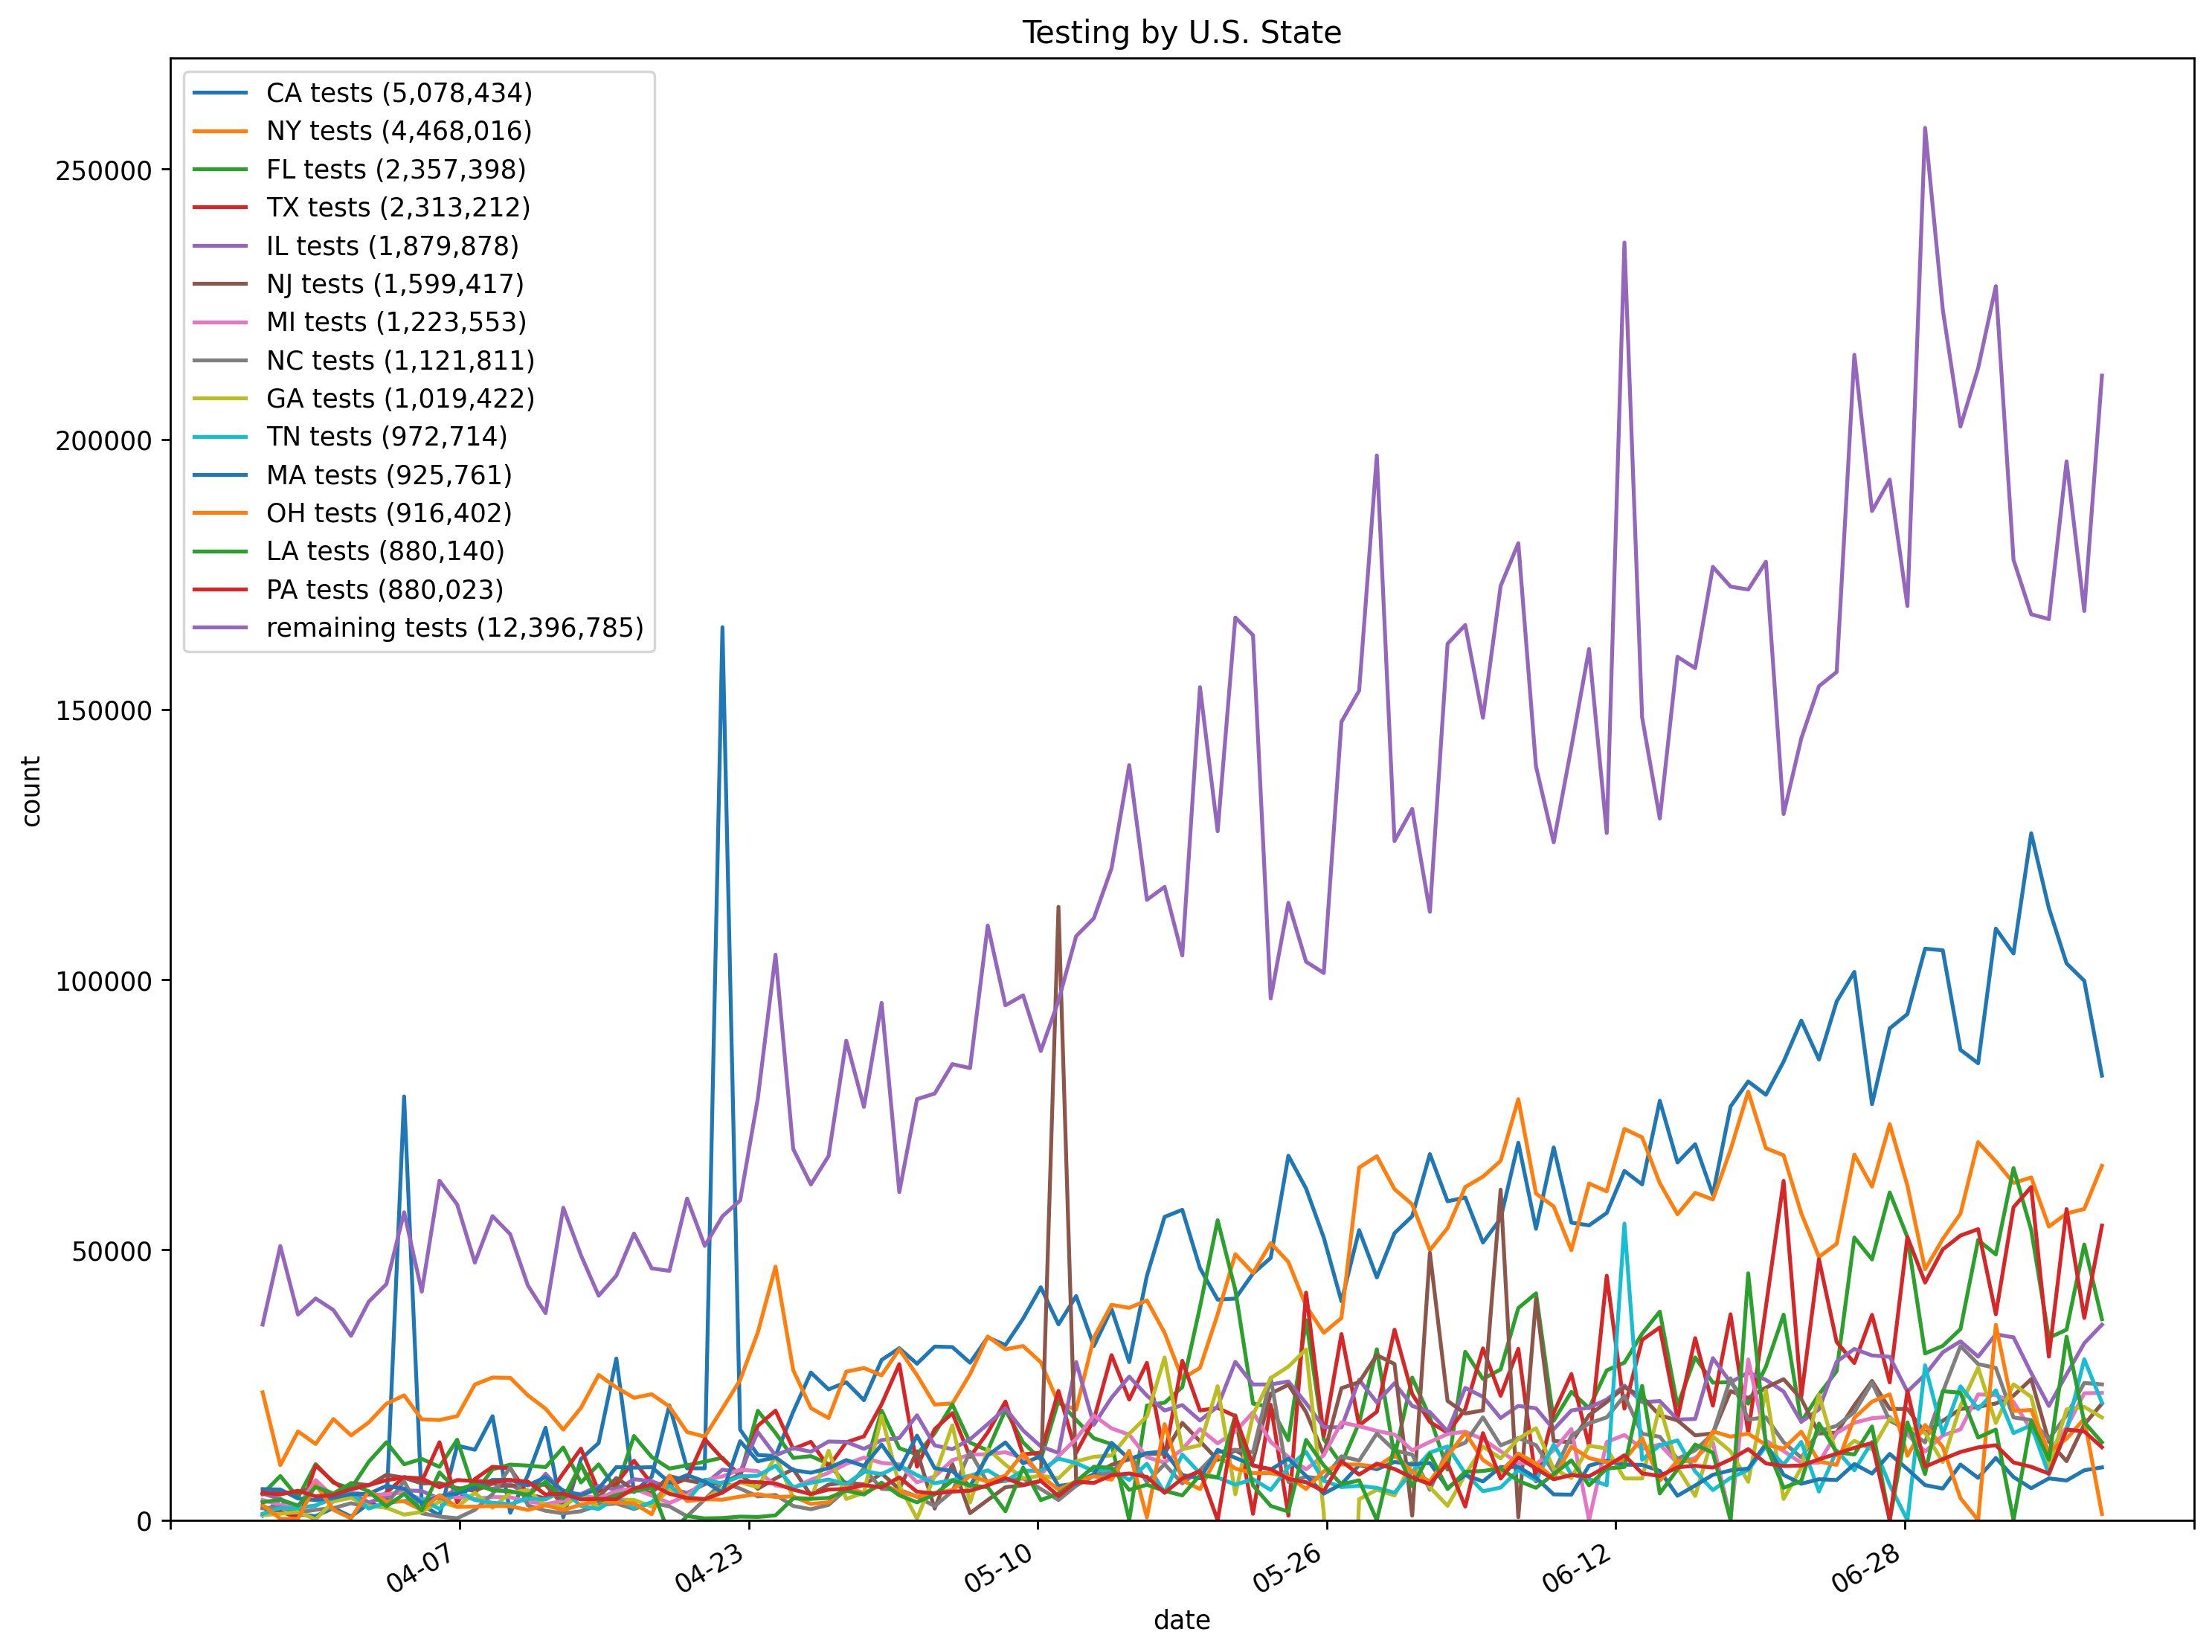 Testing by U.S. State
CA tests (5,078,434)
NY tests (4,468,016)
FL tests (2,357,398)
TX tests (2,313,212)
IL tests (1,879,878)
NJ tests (1,599,417)
MI tests (1,223,553)
NC tests (1,121,811)
GA tests (1,019,422)
TN tests (972,714)
MA tests (925,761)
OH tests (916,402)
LA tests (880,140)
PA tests (880,023)
remaining tests (12,396,785)
250000
200000
150000
100000
50000
0
count
04-07
04-23
05-10
05-26
06-12
06-28
date